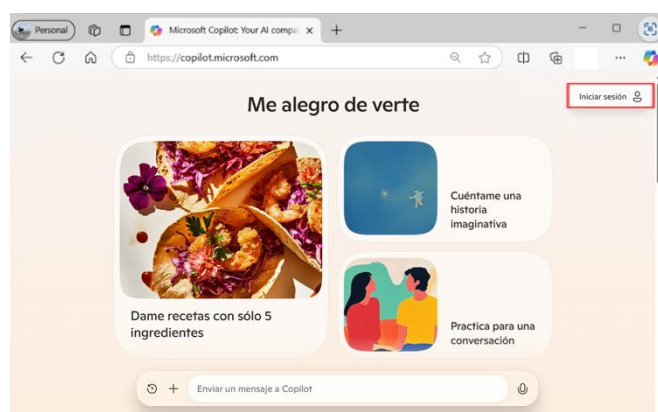 Personal
Microsoft Copilot: Your AI compa
https://copilot.microsoft.com
Iniciar sesión
Me alegro de verte
Cuéntame una
historia
imaginativa
Dame recetas con sólo 5
ingredientes
Practica para una
conversación
Enviar un mensaje a Copilot